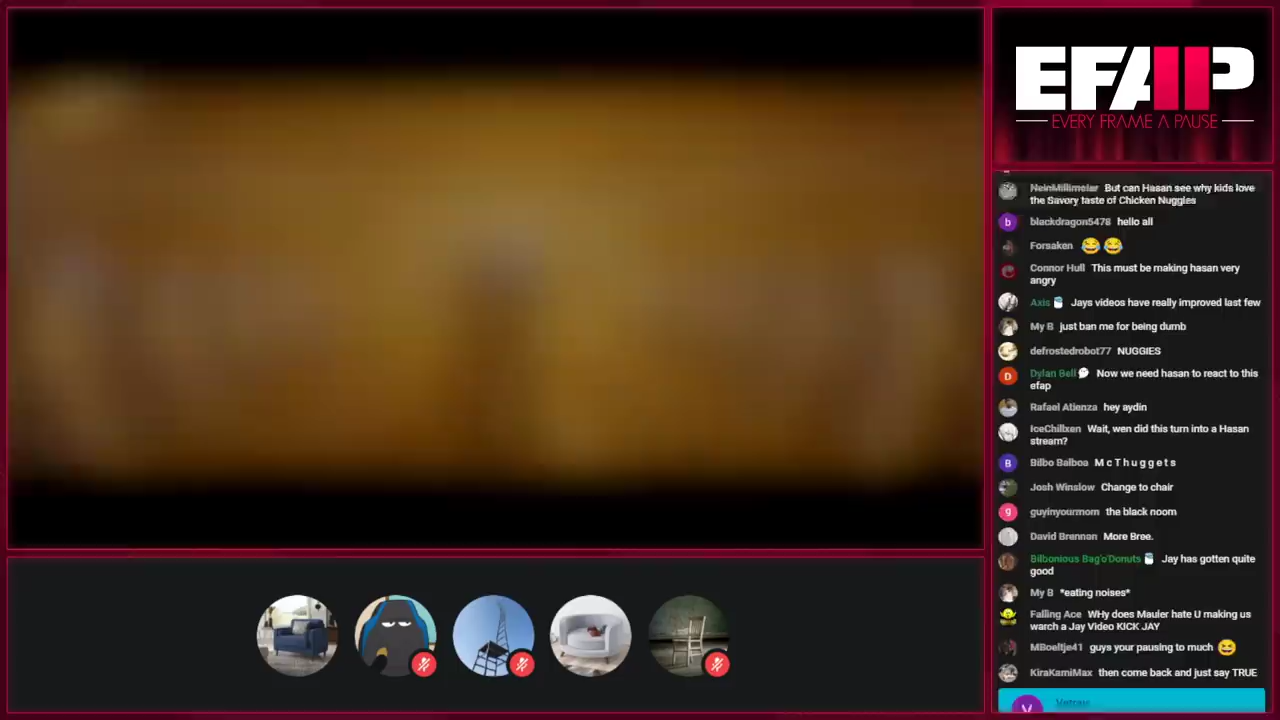 EFAP
EVERY FRAME A PAUSE
NeinMillimeter But can Hasan see why kids love
the Savory taste of Chicken Nuggles
blackdragon5478 hello all
Forsaken 😂😂
Connor Hull This must be making hasan very
angry
Axis Jays videos have really improved last few
My B just ban me for being dumb
defrostedrobot77 NUGGIES
Dylan Bell Now we need hasan to react to this
efap
Rafael Atienza hey aydin
IceChillxen Wait, wen did this turn into a Hasan
stream?
Bilbo Balboa M c T h u g g e t s
Josh Winslow Change to chair
guyinyourmom the black noom
David Brennan More Bree.
Bilbonious Bag'o'Donuts Jay has gotten quite
good
My B *eating noises*
Falling Ace WHy does Mauler hate U making us
warch a Jay Video KICK JAY
MBoeltje41 guys your pausing to much 😆
KiraKamiMax then come back and just say TRUE